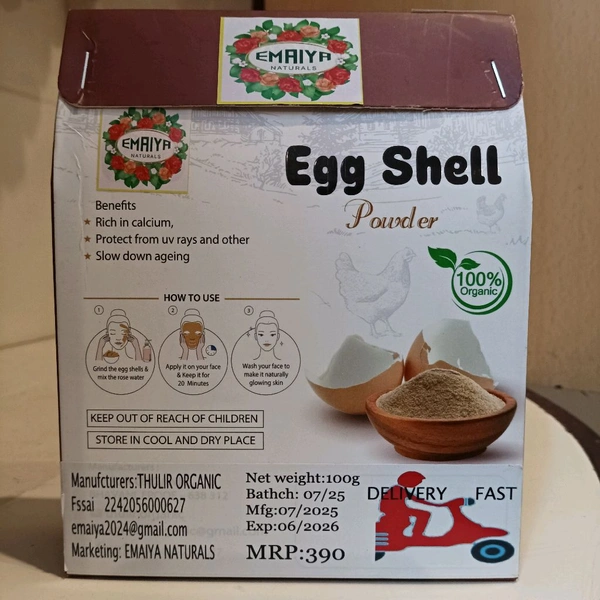 EMAIYA
NATURALS
EMAIYA
NATURALS
Egg Shell
Powder
Benefits
Rich in calcium,
Protect from uv rays and other
Slow down ageing
100%
Organic
HOW TO USE
1
Grind the egg shells &
mix the rose water
2
Apply it on your face
& Keep it for
20 Minutes
3
Wash your face to
make it naturally
glowing skin
KEEP OUT OF REACH OF CHILDREN
STORE IN COOL AND DRY PLACE
Manufcturers:THULIR ORGANIC
Fssai 2242056000627
emaiya2024@gmail.com
Marketing: EMAIYA NATURALS
Net weight:100g
Bathch: 07/25
Mfg:07/2025
Exp:06/2026
MRP:390
DELIVERY FAST